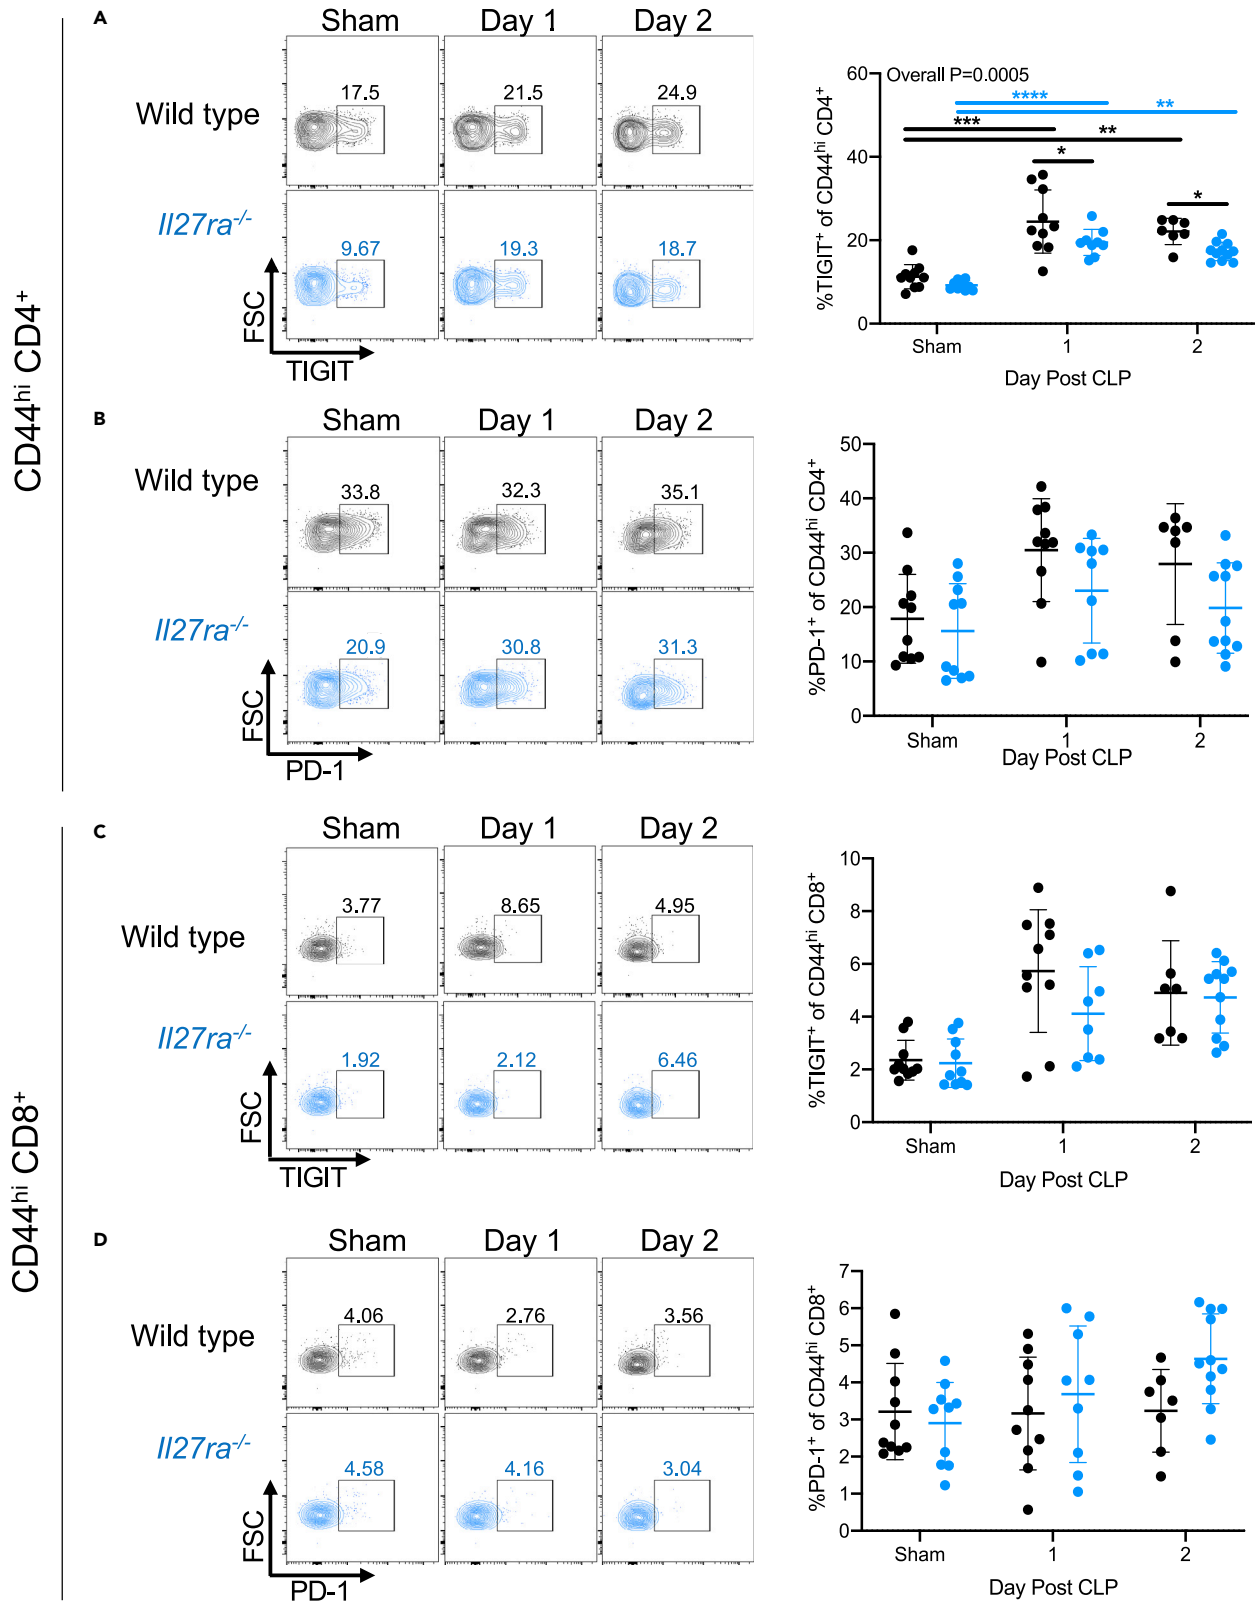 A
Sham Day 1 Day 2
Wild type
17.5 21.5 24.9
Il27ra-/-
9.67 19.3 18.7
FSC
TIGIT
Overall P=0.0005
**** **
*** **
* *
%TIGIT+ of CD44hi CD4+
60
40
20
0
Sham 1 2
Day Post CLP
CD44hi CD4+
B
Sham Day 1 Day 2
Wild type
33.8 32.3 35.1
Il27ra-/-
20.9 30.8 31.3
FSC
PD-1
%PD-1+ of CD44hi CD4+
50
40
30
20
10
0
Sham 1 2
Day Post CLP
C
Sham Day 1 Day 2
Wild type
3.77 8.65 4.95
Il27ra-/-
1.92 2.12 6.46
FSC
TIGIT
%TIGIT+ of CD44hi CD8+
10
8
6
4
2
0
Sham 1 2
Day Post CLP
CD44hi CD8+
D
Sham Day 1 Day 2
Wild type
4.06 2.76 3.56
Il27ra-/-
4.58 4.16 3.04
FSC
PD-1
%PD-1+ of CD44hi CD8+
7
6
5
4
3
2
1
0
Sham 1 2
Day Post CLP